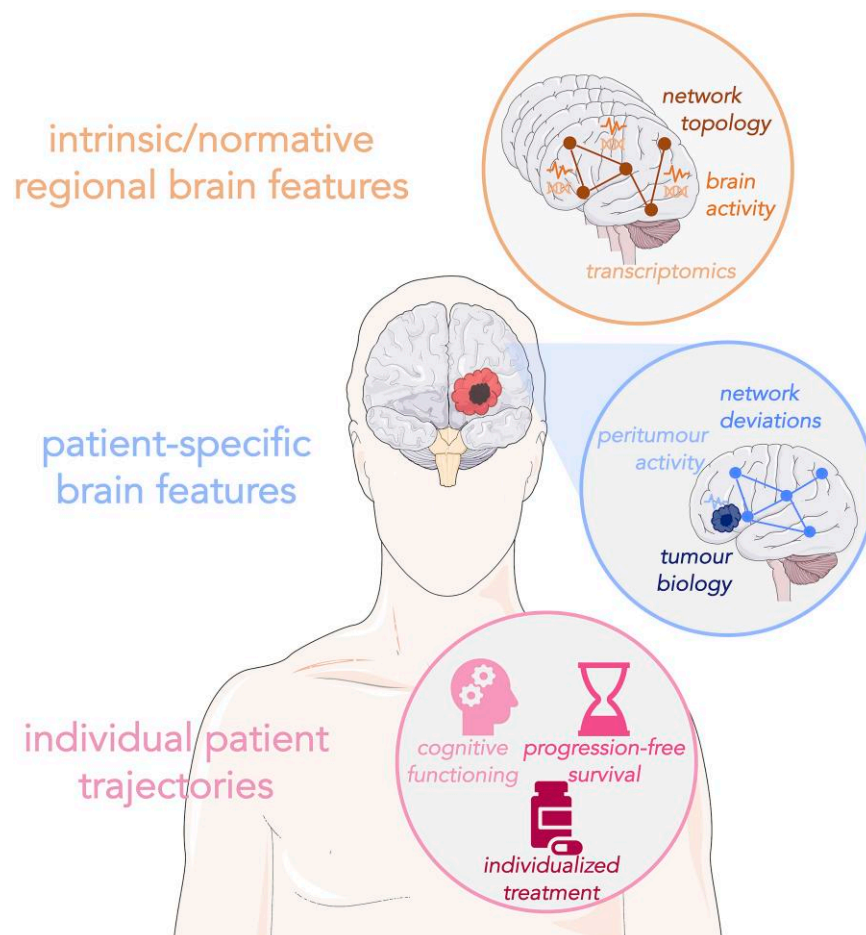 intrinsic/normative
regional brain features
network
topology
brain
activity
transcriptomics
patient-specific
brain features
network
deviations
peritumour
activity
tumour
biology
individual patient
trajectories
cognitive
functioning
progression-free
survival
individualized
treatment